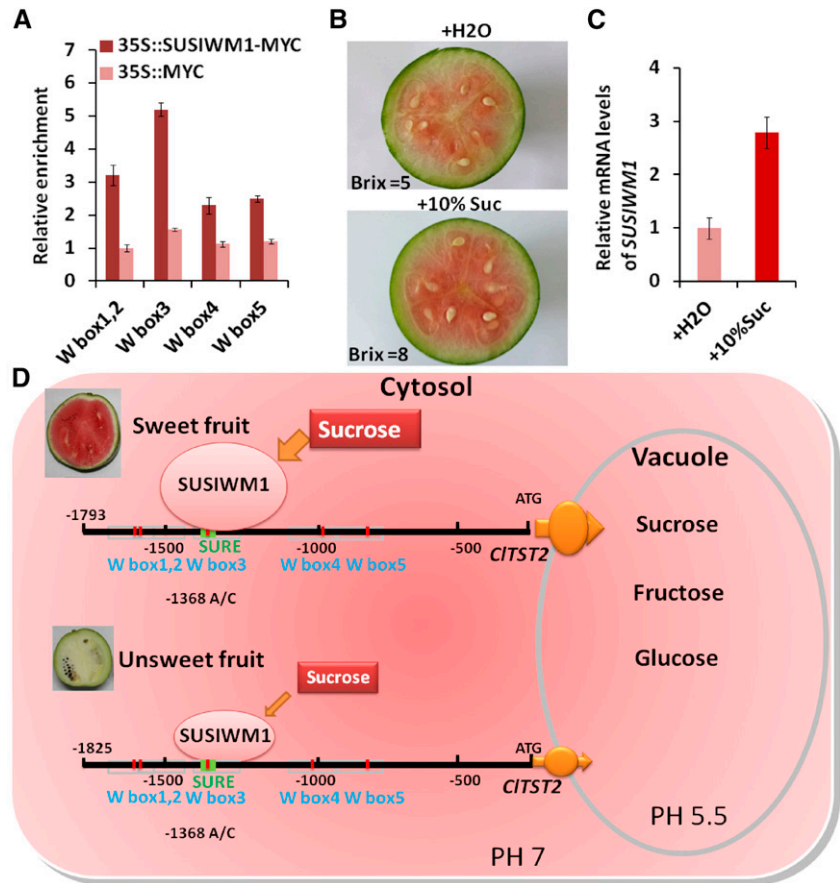 A
35S::SUSIWM1-MYC
35S::MYC
Relative enrichment
7
6
5
4
3
2
1
0
W box1,2
W box3
W box4
W box5
B
+H2O
Brix =5
+10% Suc
Brix =8
C
Relative mRNA levels
of SUSIWM1
4
3
2
1
0
+H2O
+10%Suc
D
Cytosol
Sweet fruit
Sucrose
SUSIWM1
Vacuole
-1793
ATG
Sucrose
-1500
SURE
-1000
-500
ClTST2
W box1,2
W box3
W box4
W box5
-1368 A/C
Fructose
Unsweet fruit
Glucose
Sucrose
SUSIWM1
-1825
ATG
-1500
SURE
-1000
-500
ClTST2
W box1,2
W box3
W box4
W box5
-1368 A/C
PH 5.5
PH 7